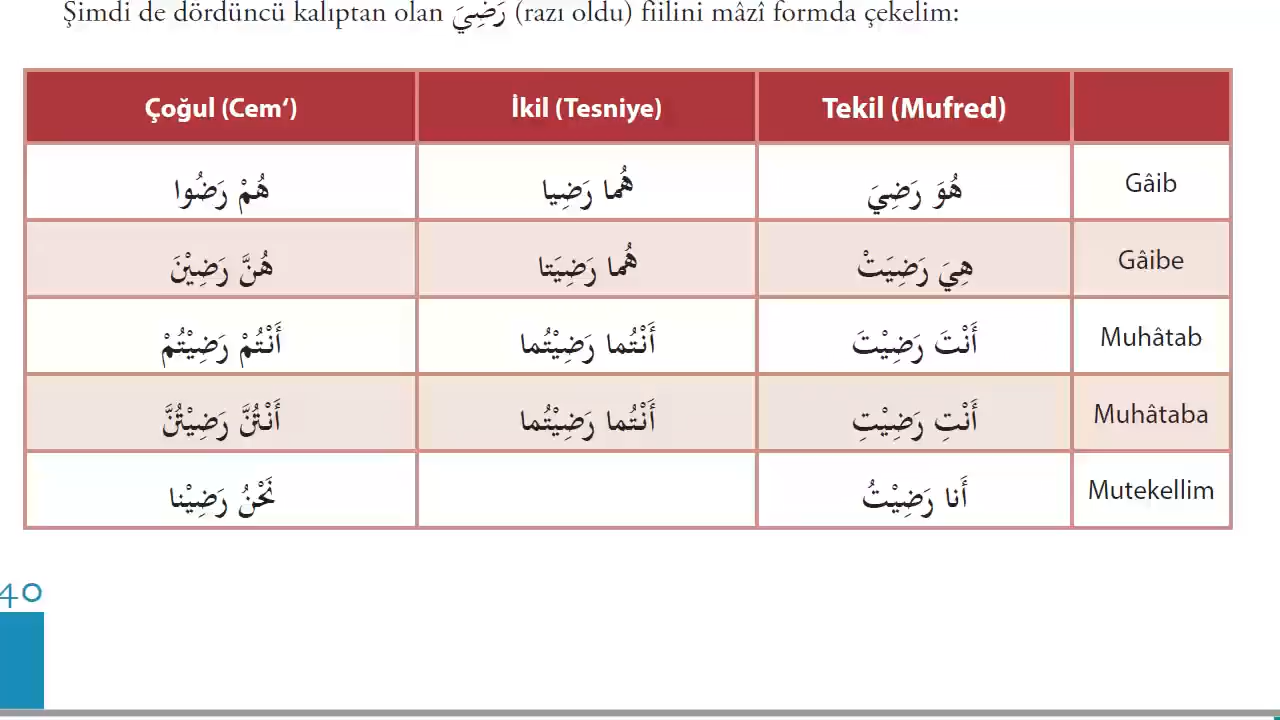 Şimdi de dördüncü kalıptan olan رَضِيَ (razı oldu) fiilini mâzî formda çekelim:
Çoğul (Cem‘) İkil (Tesniye) Tekil (Mufred)
هُمْ رَضُوا هُما رَضِيا هُوَ رَضِيَ Gâib
هُنَّ رَضِيْنَ هُما رَضِيَتا هِيَ رَضِيَتْ Gâibe
أَنْتُمْ رَضِيْتُمْ أَنْتُما رَضِيْتُما أَنْتَ رَضِيْتَ Muhâtab
أَنْتُنَّ رَضِيْتُنَّ أَنْتُما رَضِيْتُما أَنْتِ رَضِيْتِ Muhâtaba
نَحْنُ رَضِيْنا أَنا رَضِيْتُ Mutekellim
40